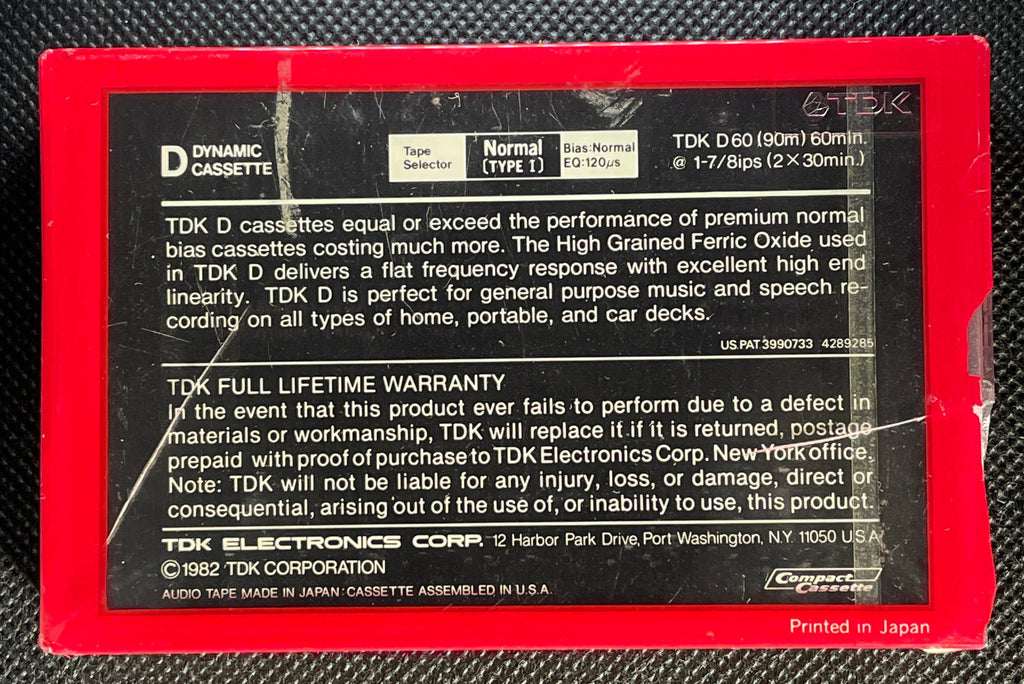 TDK
D DYNAMIC CASSETTE
Tape Selector
Normal (TYPE I)
Bias:Normal
EQ:120µs
TDK D60 (90m) 60min.
@ 1-7/8ips (2×30min.)
TDK D cassettes equal or exceed the performance of premium normal
bias cassettes costing much more. The High Grained Ferric Oxide used
in TDK D delivers a flat frequency response with excellent high end
linearity. TDK D is perfect for general purpose music and speech re-
cording on all types of home, portable, and car decks.
US.PAT3990733 4289285
TDK FULL LIFETIME WARRANTY
In the event that this product ever fails to perform due to a defect in
materials or workmanship, TDK will replace it if it is returned, postage
prepaid with proof of purchase to TDK Electronics Corp. New York office.
Note: TDK will not be liable for any injury, loss, or damage, direct or
consequential, arising out of the use of, or inability to use, this product.
TDK ELECTRONICS CORP. 12 Harbor Park Drive, Port Washington, N.Y. 11050 U.S.A
©1982 TDK CORPORATION
AUDIO TAPE MADE IN JAPAN: CASSETTE ASSEMBLED IN U.S.A.
Compact Cassette
Printed in Japan